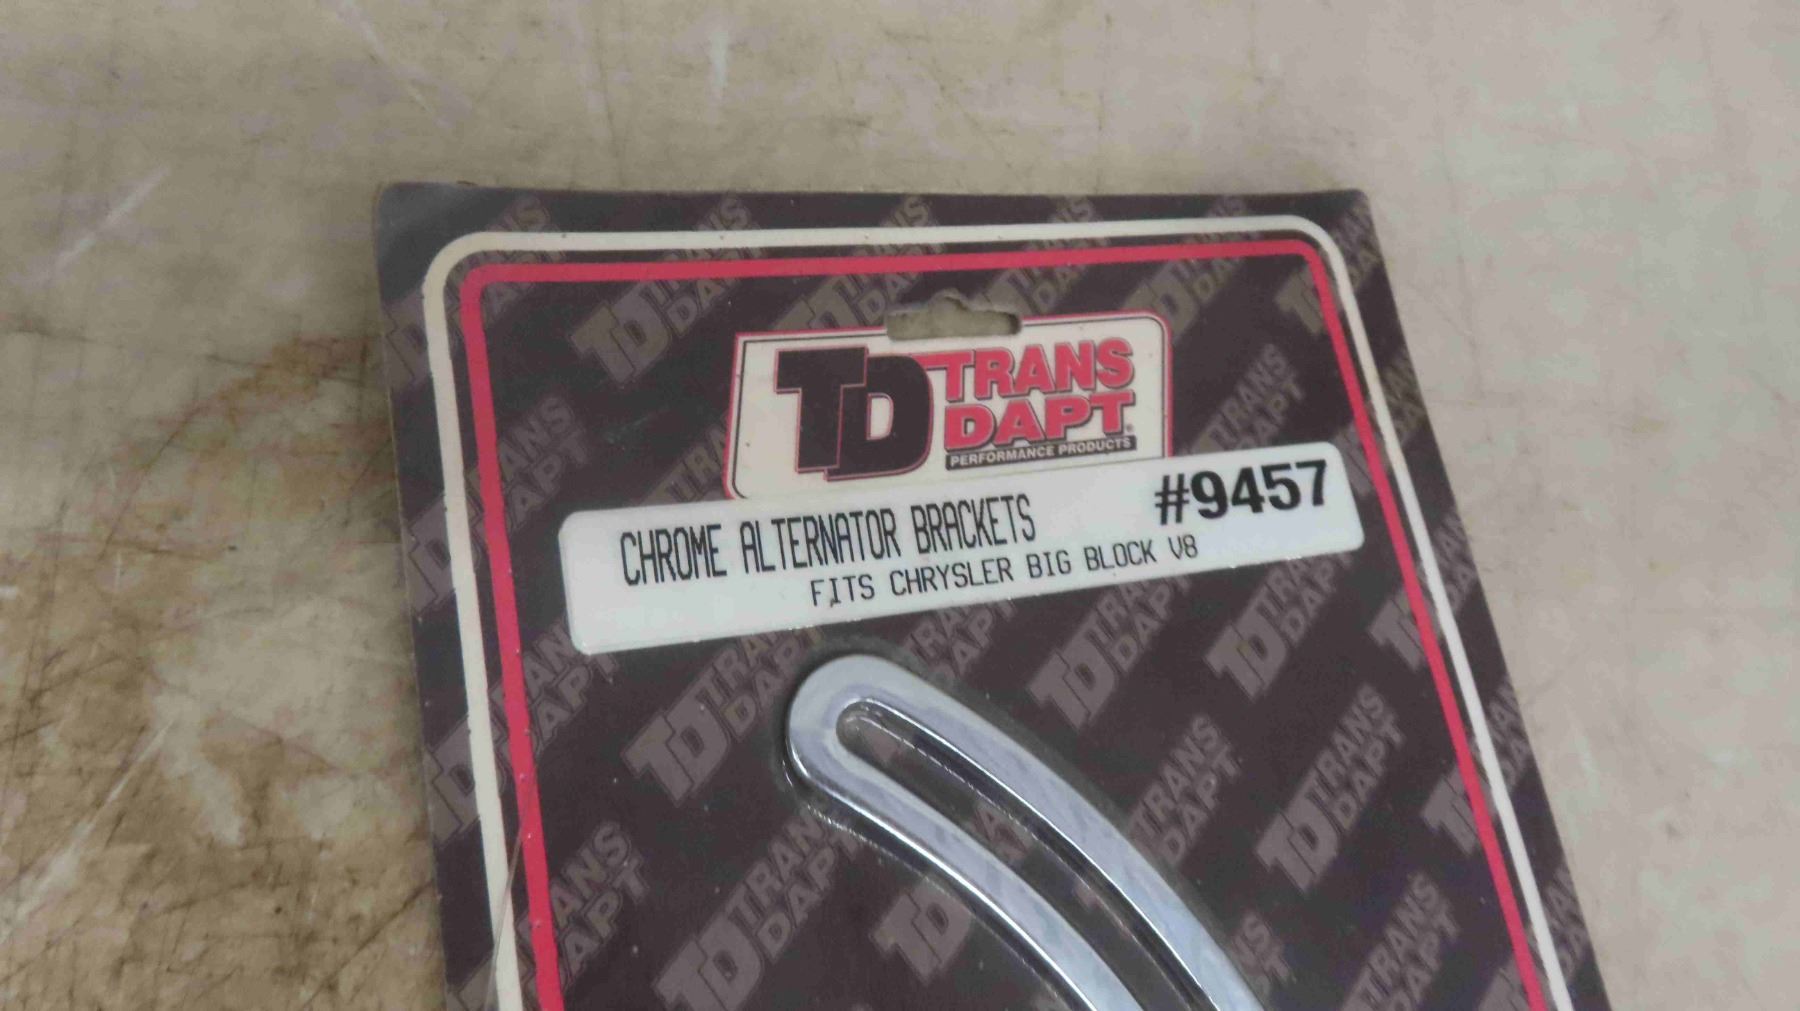 TD TRANS
DAPT®
PERFORMANCE PRODUCTS
#9457
CHROME ALTERNATOR BRACKETS
FITS CHRYSLER BIG BLOCK V8